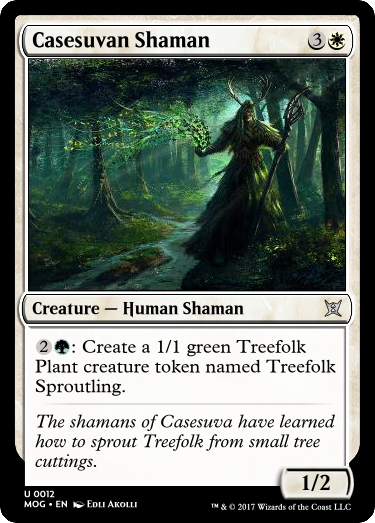 Casesuvan Shaman 3
Creature — Human Shaman
2 : Create a 1/1 green Treefolk
Plant creature token named Treefolk
Sproutling.
The shamans of Casesuva have learned
how to sprout Treefolk from small tree
cuttings.
1/2
U 0012
MOG • EN Edli Akolli
™ & © 2017 Wizards of the Coast LLC